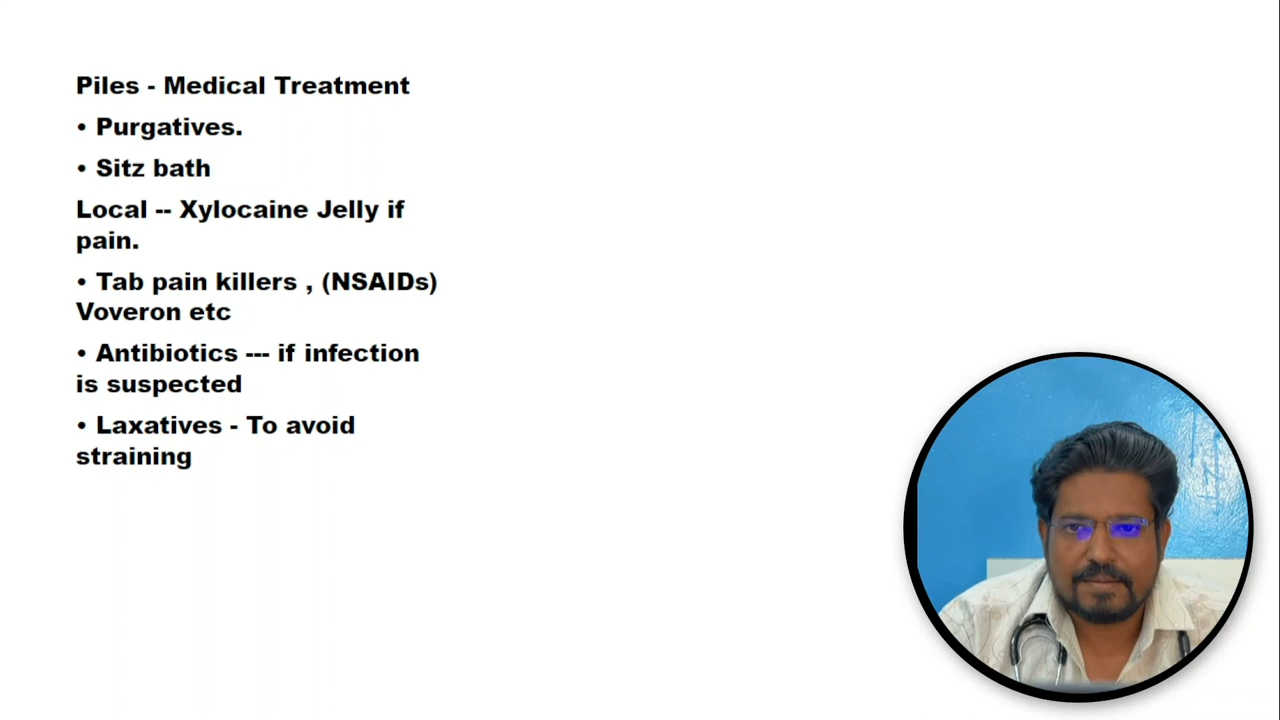 Piles - Medical Treatment
• Purgatives.
• Sitz bath
Local -- Xylocaine Jelly if
pain.
• Tab pain killers , (NSAIDs)
Voveron etc
• Antibiotics --- if infection
is suspected
• Laxatives - To avoid
straining